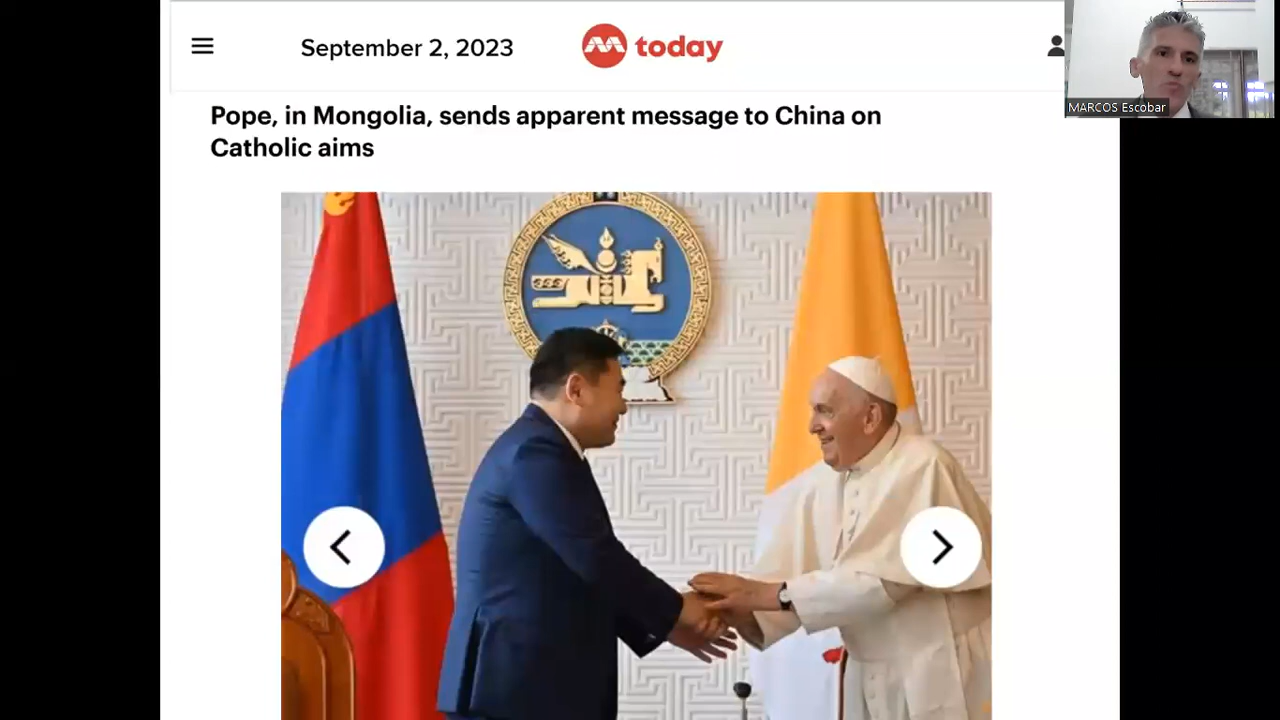 September 2, 2023
today
Pope, in Mongolia, sends apparent message to China on
Catholic aims
MARCOS Escobar